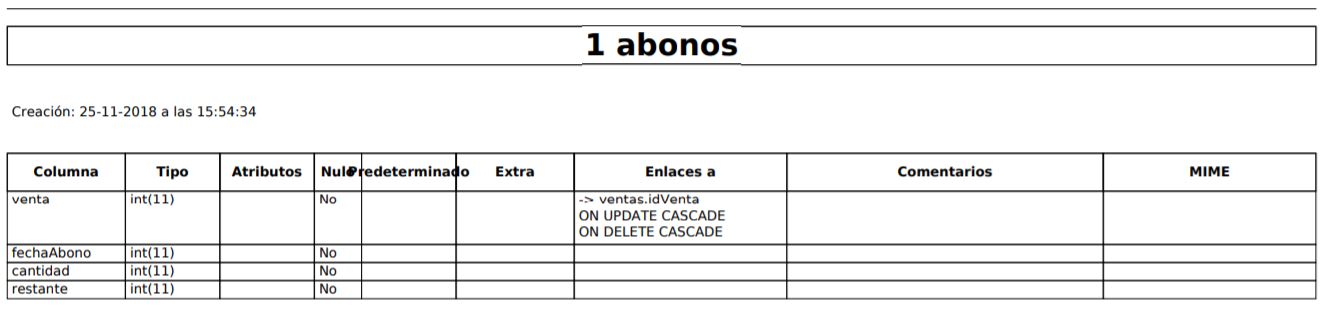 1 abonos
Creación: 25-11-2018 a las 15:54:34
Columna Tipo Atributos Nulo Predeterminado Extra Enlaces a Comentarios MIME
venta int(11) No -> ventas.idVenta
ON UPDATE CASCADE
ON DELETE CASCADE
fechaAbono int(11) No
cantidad int(11) No
restante int(11) No